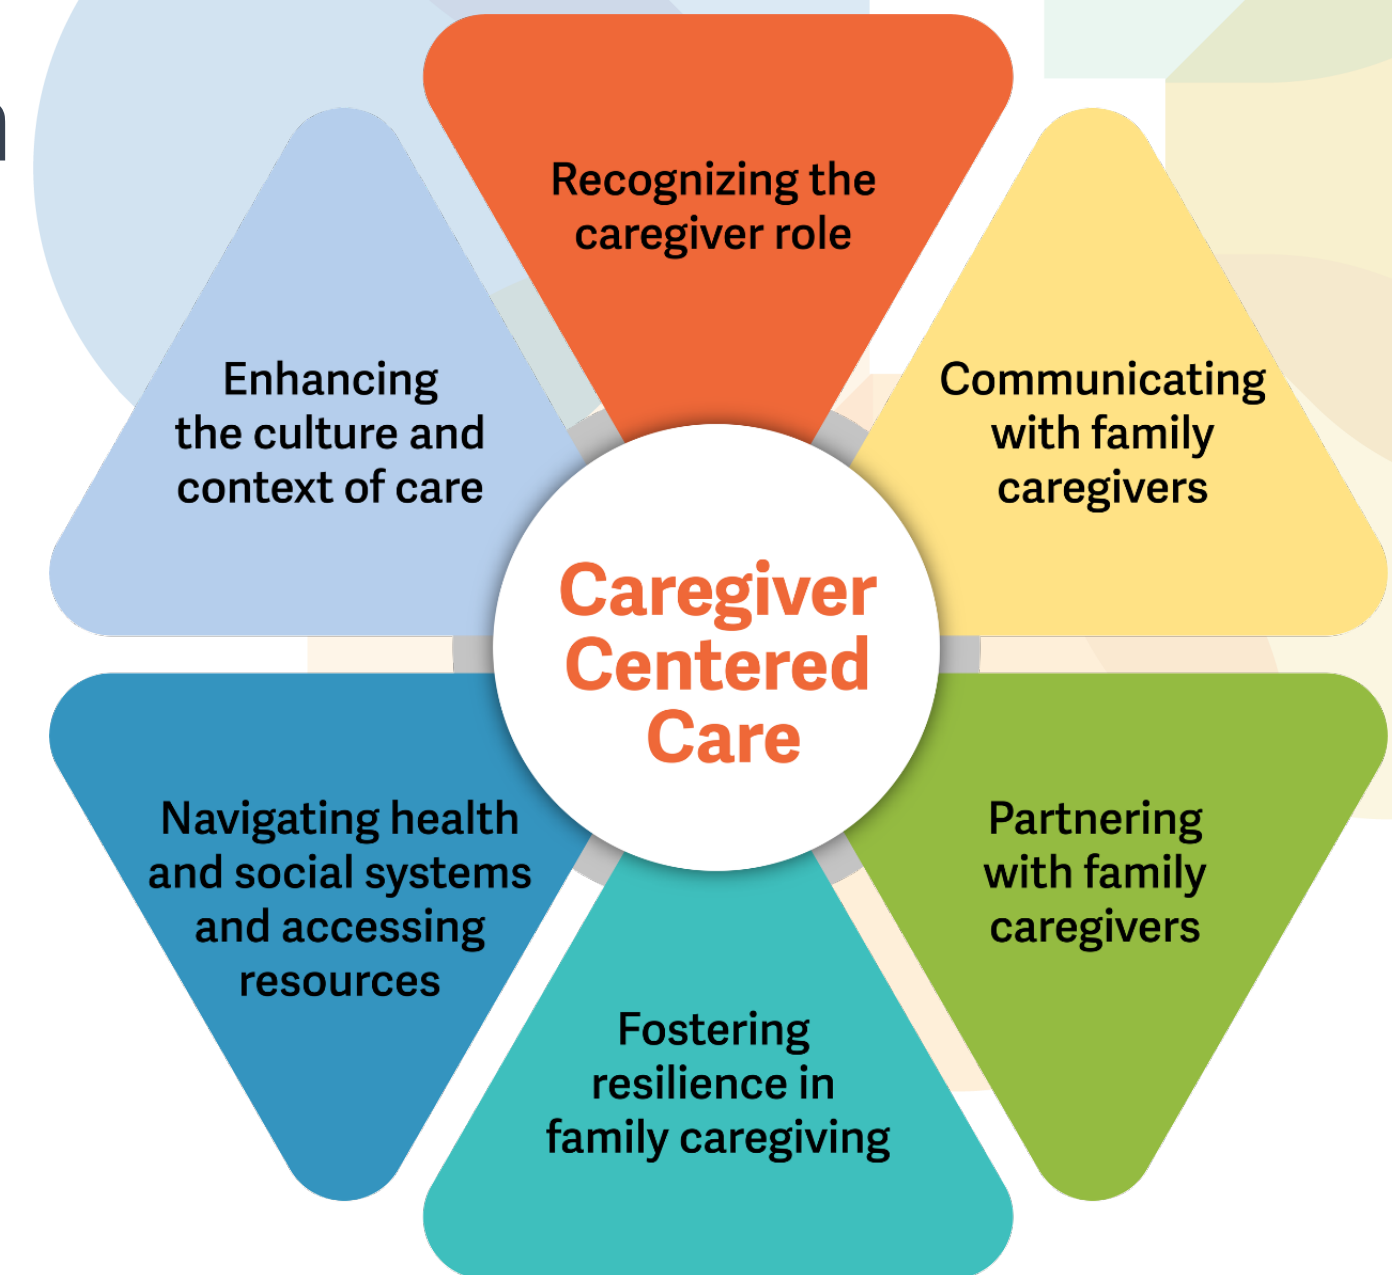 Recognizing the
caregiver role
Communicating
with family
caregivers
Partnering
with family
caregivers
Fostering
resilience in
family caregiving
Navigating health
and social systems
and accessing
resources
Enhancing
the culture and
context of care
Caregiver
Centered
Care